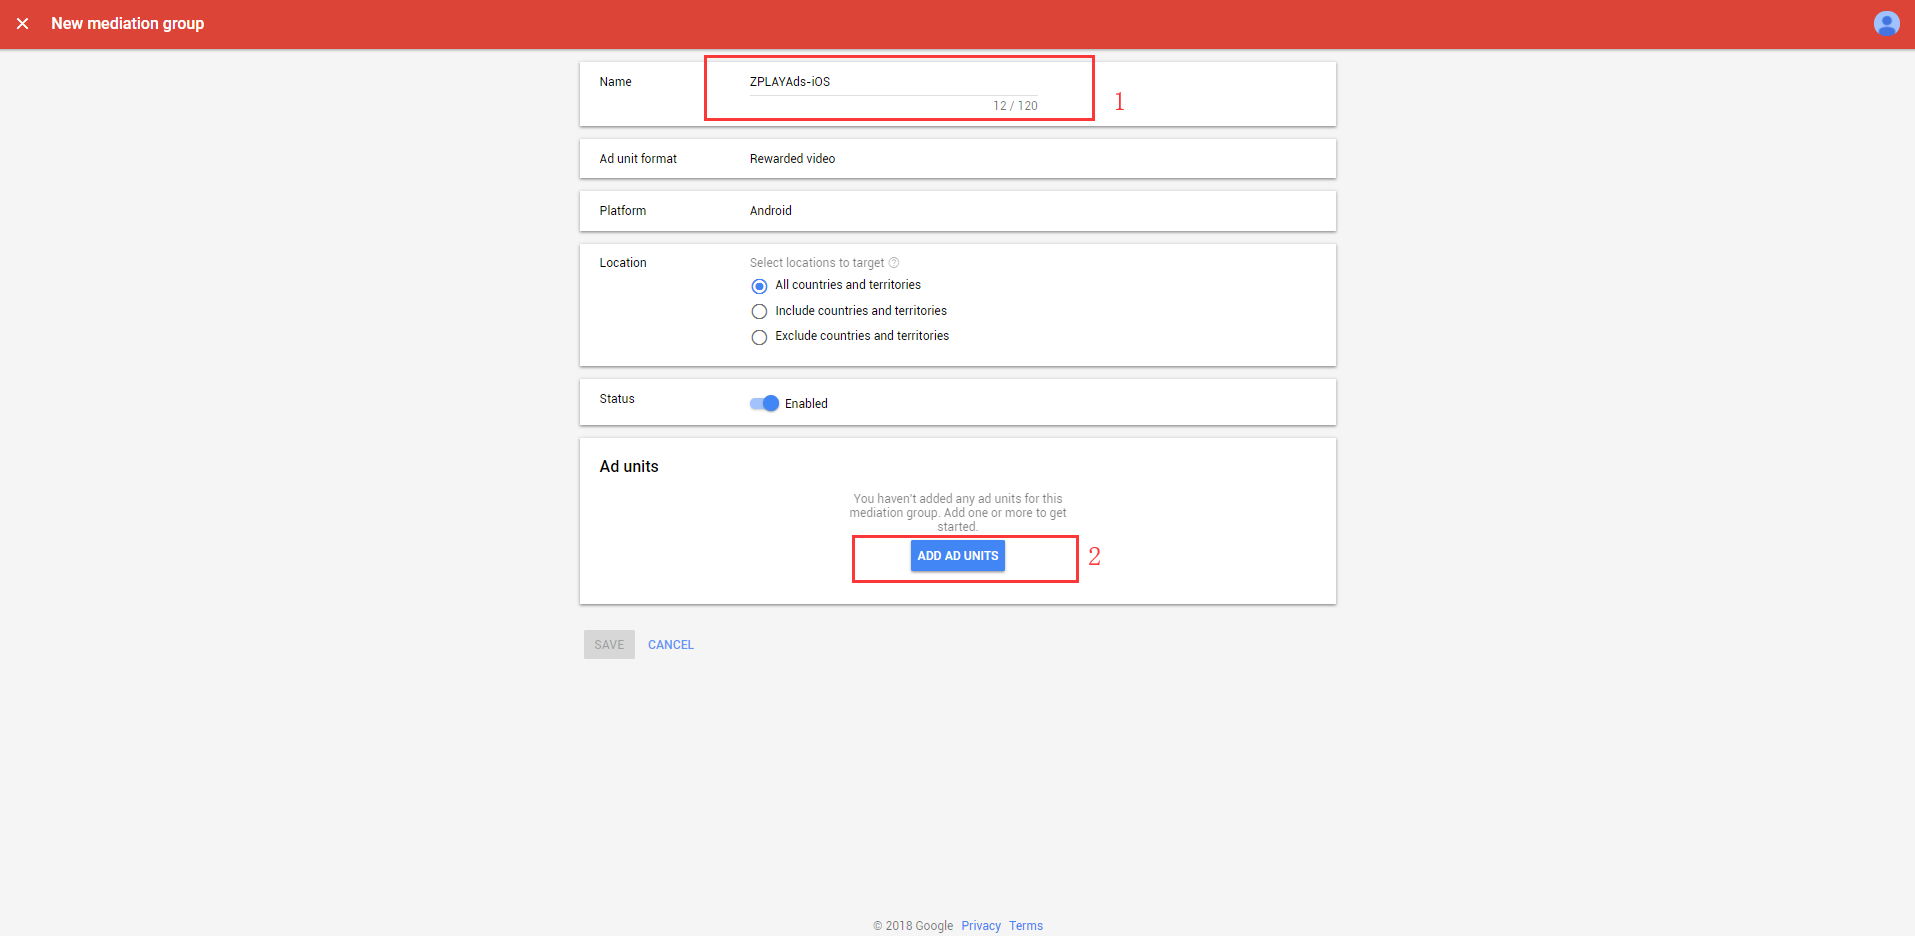 New mediation group
Name
ZPLAYAds-iOS
12 / 120
1
Ad unit format
Rewarded video
Platform
Android
Location
Select locations to target
All countries and territories
Include countries and territories
Exclude countries and territories
Status
Enabled
Ad units
You haven't added any ad units for this
mediation group. Add one or more to get
started.
ADD AD UNITS
2
SAVE
CANCEL
© 2018 Google Privacy Terms